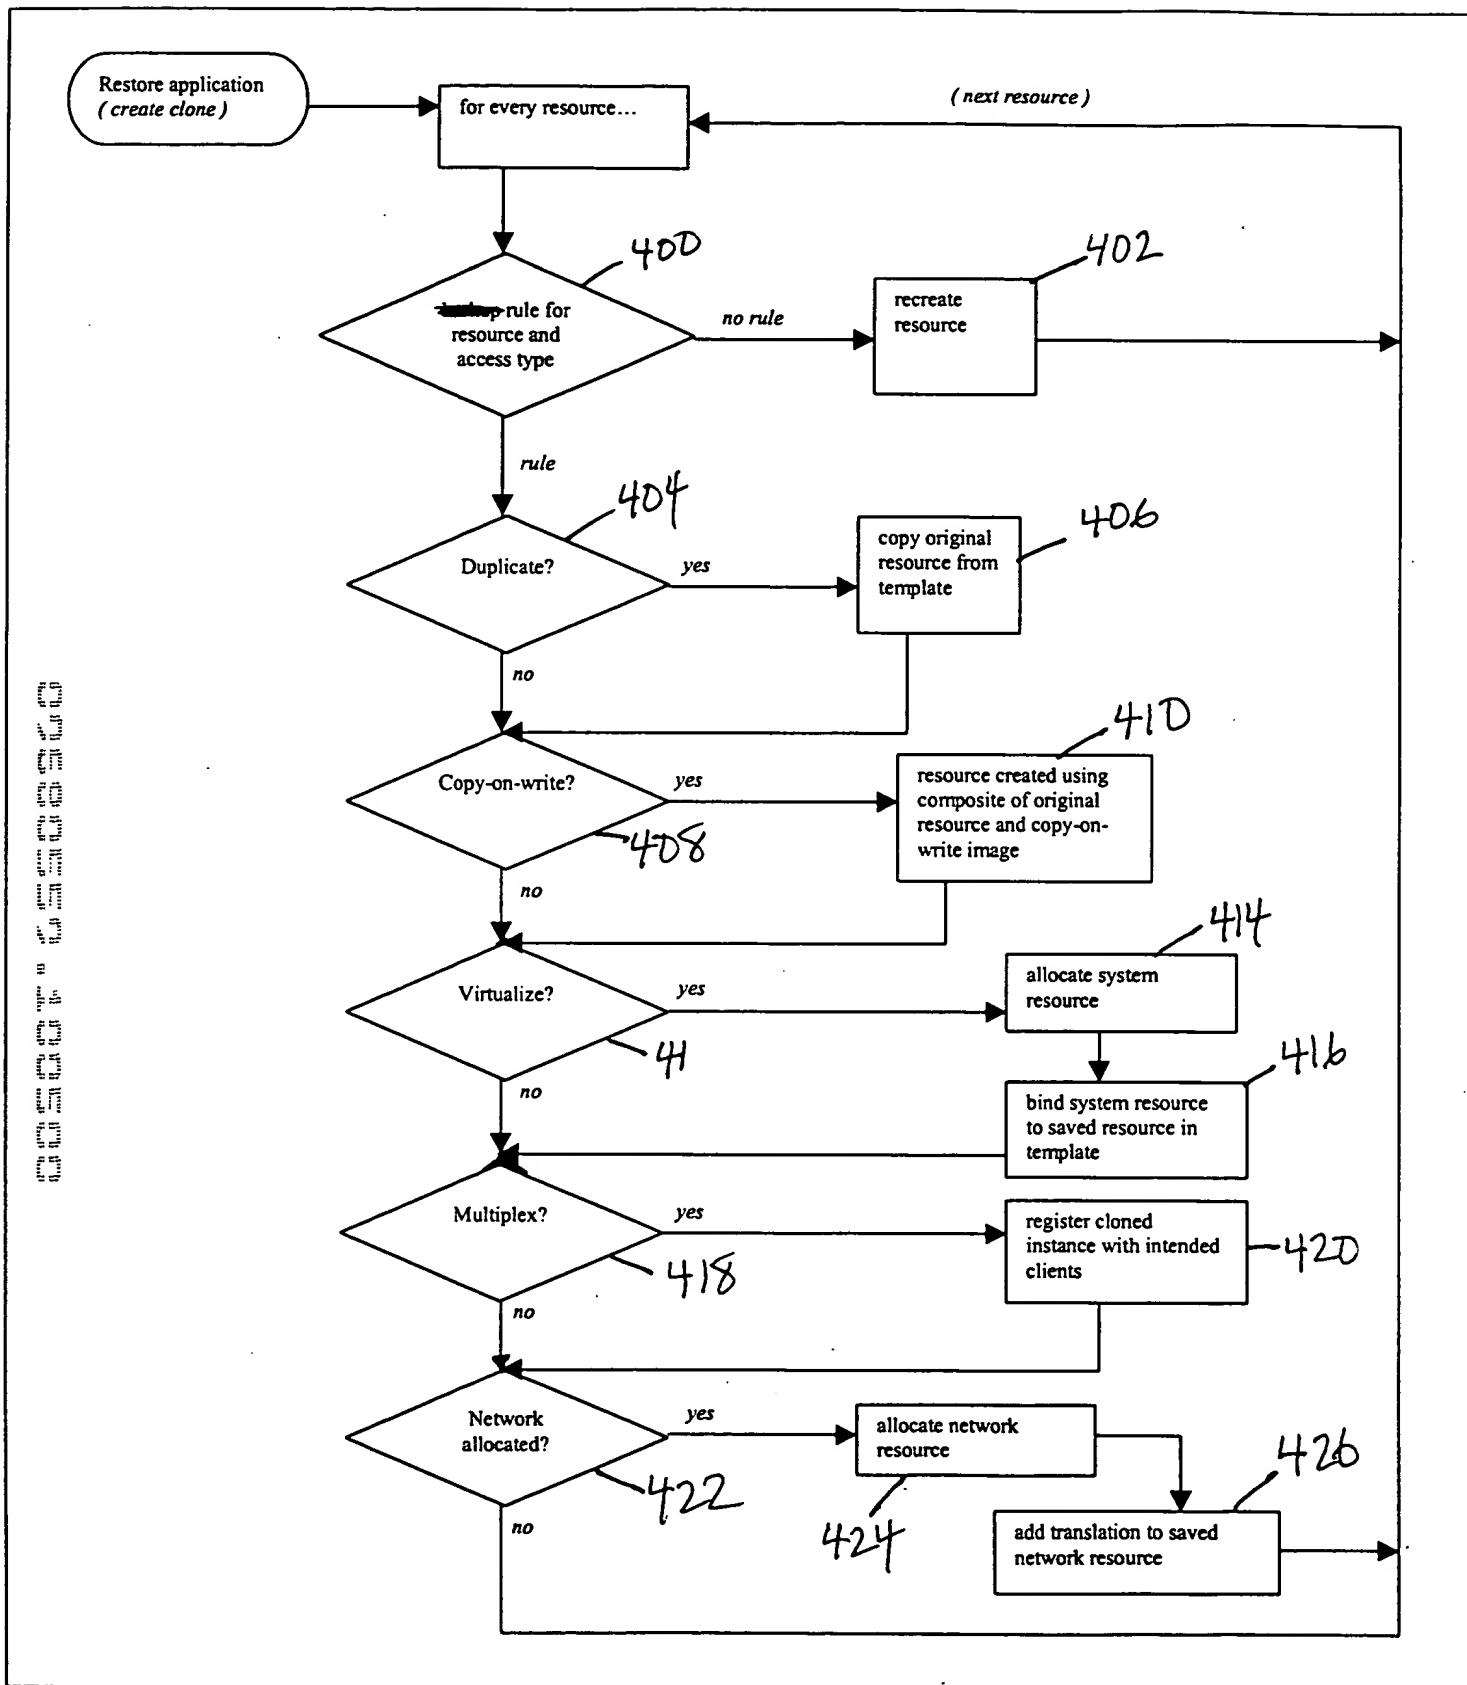 Restore application
( create clone )
for every resource...
( next resource )
400
rule for
resource and
access type
no rule
402
recreate
resource
rule
404
Duplicate?
yes
406
copy original
resource from
template
no
410
Copy-on-write?
yes
resource created using
composite of original
resource and copy-on-
write image
408
no
414
Virtualize?
yes
allocate system
resource
41
416
no
bind system resource
to saved resource in
template
Multiplex?
yes
register cloned
instance with intended
clients
420
418
no
Network
allocated?
yes
allocate network
resource
426
422
424
no
add translation to saved
network resource